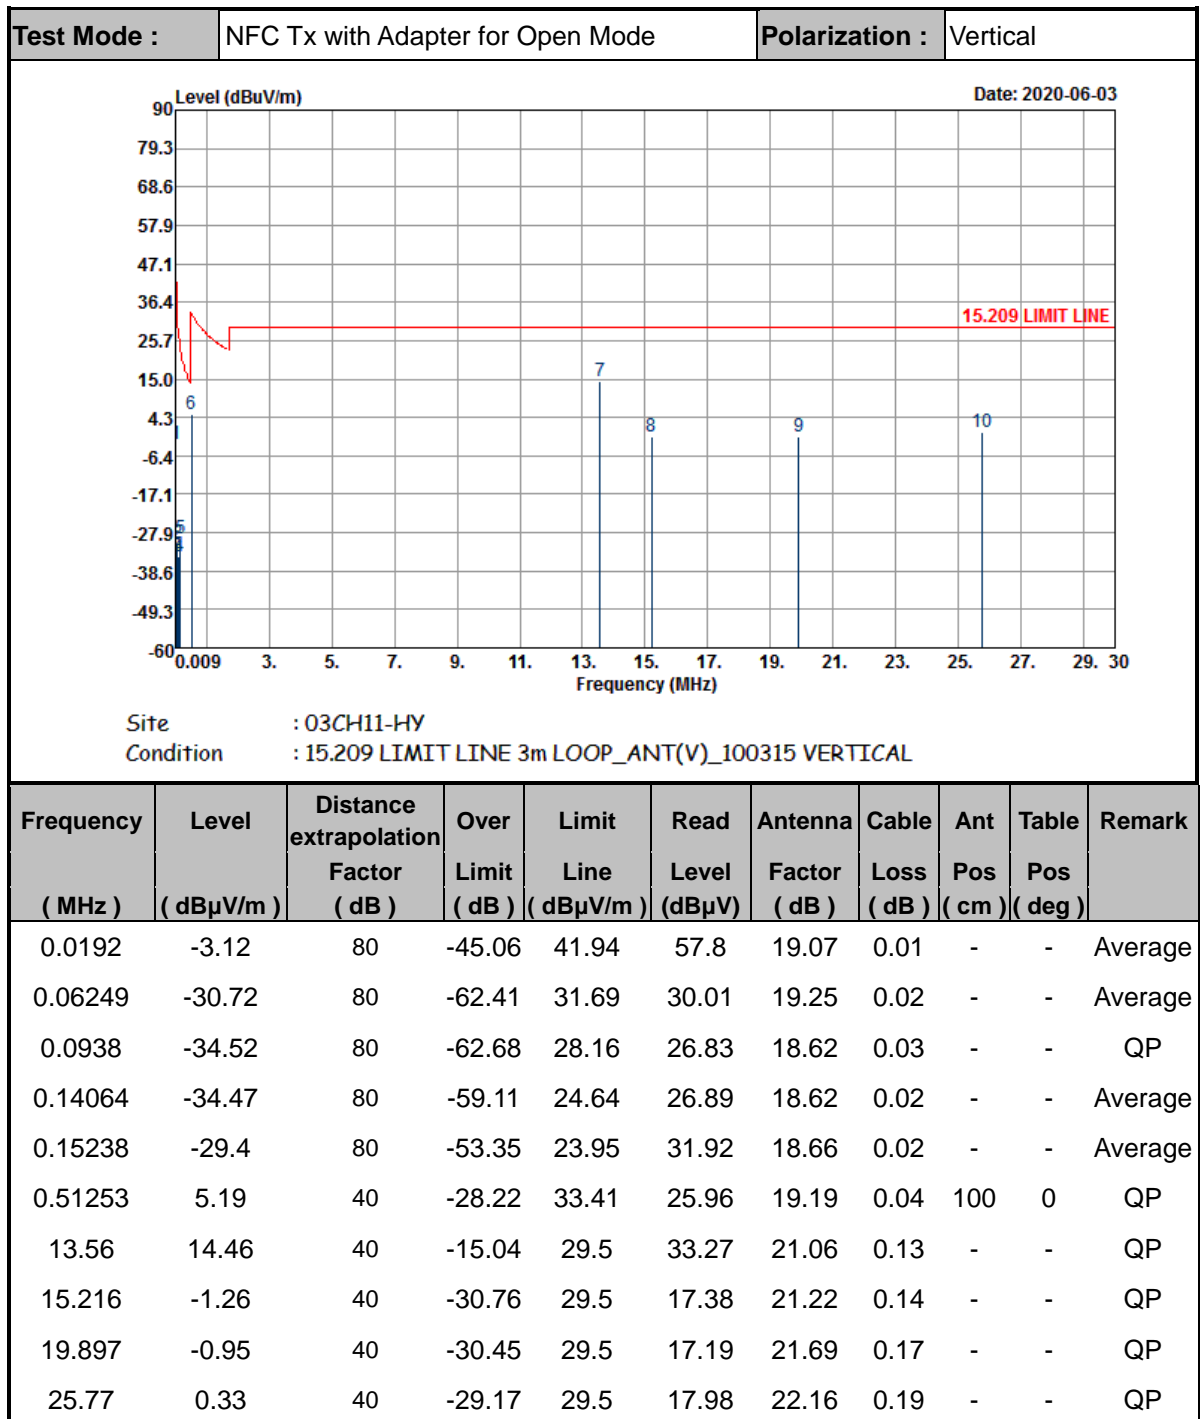 Test Mode : NFC Tx with Adapter for Open Mode Polarization : Vertical
Level (dBuV/m) Date: 2020-06-03
90
79.3
68.6
57.9
47.1
36.4
15.209 LIMIT LINE
25.7
15.0
7
6
4.3
8 9 10
-6.4
-17.1
5
-27.9
-38.6
-49.3
-60
0.009 3. 5. 7. 9. 11. 13. 15. 17. 19. 21. 23. 25. 27. 29. 30
Frequency (MHz)
Site : 03CH11-HY
Condition : 15.209 LIMIT LINE 3m LOOP_ANT(V)_100315 VERTICAL
Frequency Level Distance extrapolation Over Limit Read Antenna Cable Ant Table Remark
Factor Limit Line Level Factor Loss Pos Pos
( MHz ) ( dBµV/m ) ( dB ) ( dB ) ( dBµV/m ) (dBµV) ( dB ) ( dB ) ( cm ) ( deg )
0.0192 -3.12 80 -45.06 41.94 57.8 19.07 0.01 - - Average
0.06249 -30.72 80 -62.41 31.69 30.01 19.25 0.02 - - Average
0.0938 -34.52 80 -62.68 28.16 26.83 18.62 0.03 - - QP
0.14064 -34.47 80 -59.11 24.64 26.89 18.62 0.02 - - Average
0.15238 -29.4 80 -53.35 23.95 31.92 18.66 0.02 - - Average
0.51253 5.19 40 -28.22 33.41 25.96 19.19 0.04 100 0 QP
13.56 14.46 40 -15.04 29.5 33.27 21.06 0.13 - - QP
15.216 -1.26 40 -30.76 29.5 17.38 21.22 0.14 - - QP
19.897 -0.95 40 -30.45 29.5 17.19 21.69 0.17 - - QP
25.77 0.33 40 -29.17 29.5 17.98 22.16 0.19 - - QP